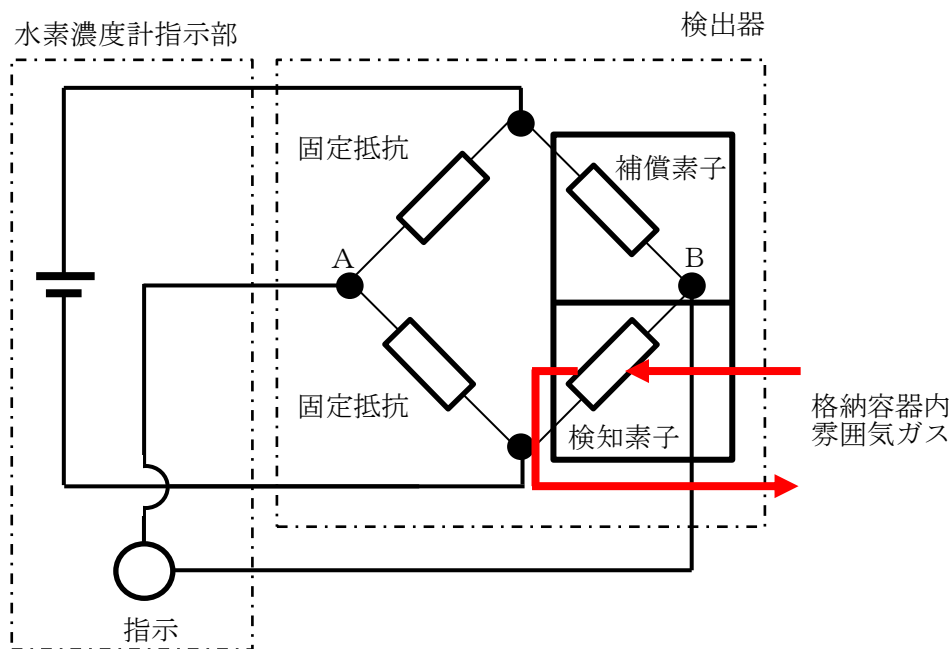 水素濃度計指示部
検出器
固定抵抗
補償素子
A
B
固定抵抗
検知素子
格納容器内
雰囲気ガス
指示